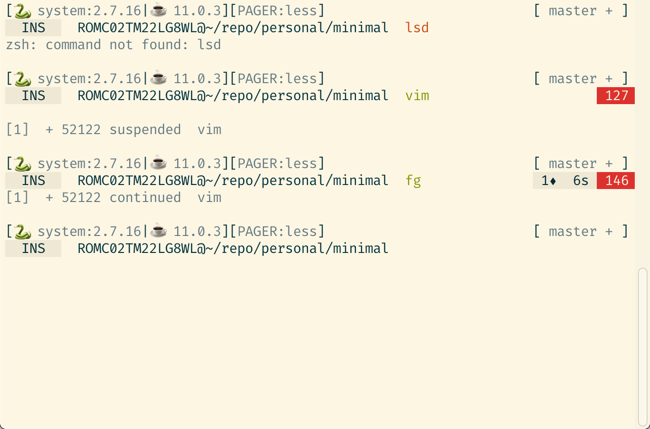 [🐍 system:2.7.16|☕ 11.0.3][PAGER:less] [ master + ]
INS ROMC02TM22LG8WL@~/repo/personal/minimal lsd
zsh: command not found: lsd
[🐍 system:2.7.16|☕ 11.0.3][PAGER:less] [ master + ]
INS ROMC02TM22LG8WL@~/repo/personal/minimal vim 127
[1] + 52122 suspended vim
[🐍 system:2.7.16|☕ 11.0.3][PAGER:less] [ master + ]
INS ROMC02TM22LG8WL@~/repo/personal/minimal fg 1♦ 6s 146
[1] + 52122 continued vim
[🐍 system:2.7.16|☕ 11.0.3][PAGER:less] [ master + ]
INS ROMC02TM22LG8WL@~/repo/personal/minimal